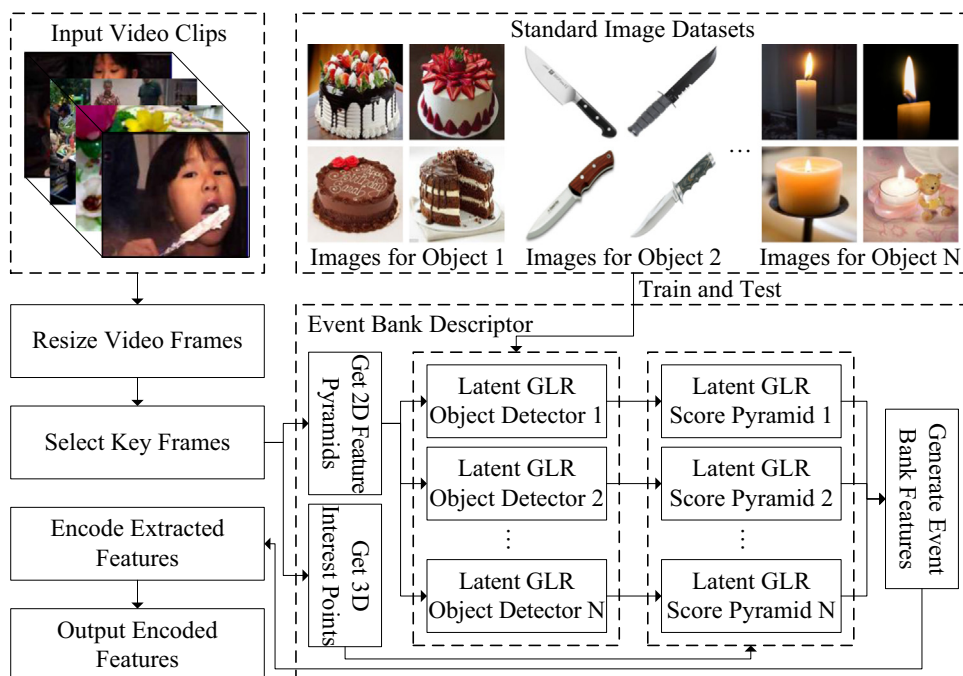 Input Video Clips
Standard Image Datasets
Images for Object 1
Images for Object 2
...
Images for Object N
Train and Test
Resize Video Frames
Select Key Frames
Encode Extracted
Features
Output Encoded
Features
Event Bank Descriptor
Get 2D Feature
Pyramids
Get 3D
Interest Points
Latent GLR
Object Detector 1
Latent GLR
Object Detector 2
...
Latent GLR
Object Detector N
Latent GLR
Score Pyramid 1
Latent GLR
Score Pyramid 2
...
Latent GLR
Score Pyramid N
Generate Event
Bank Features